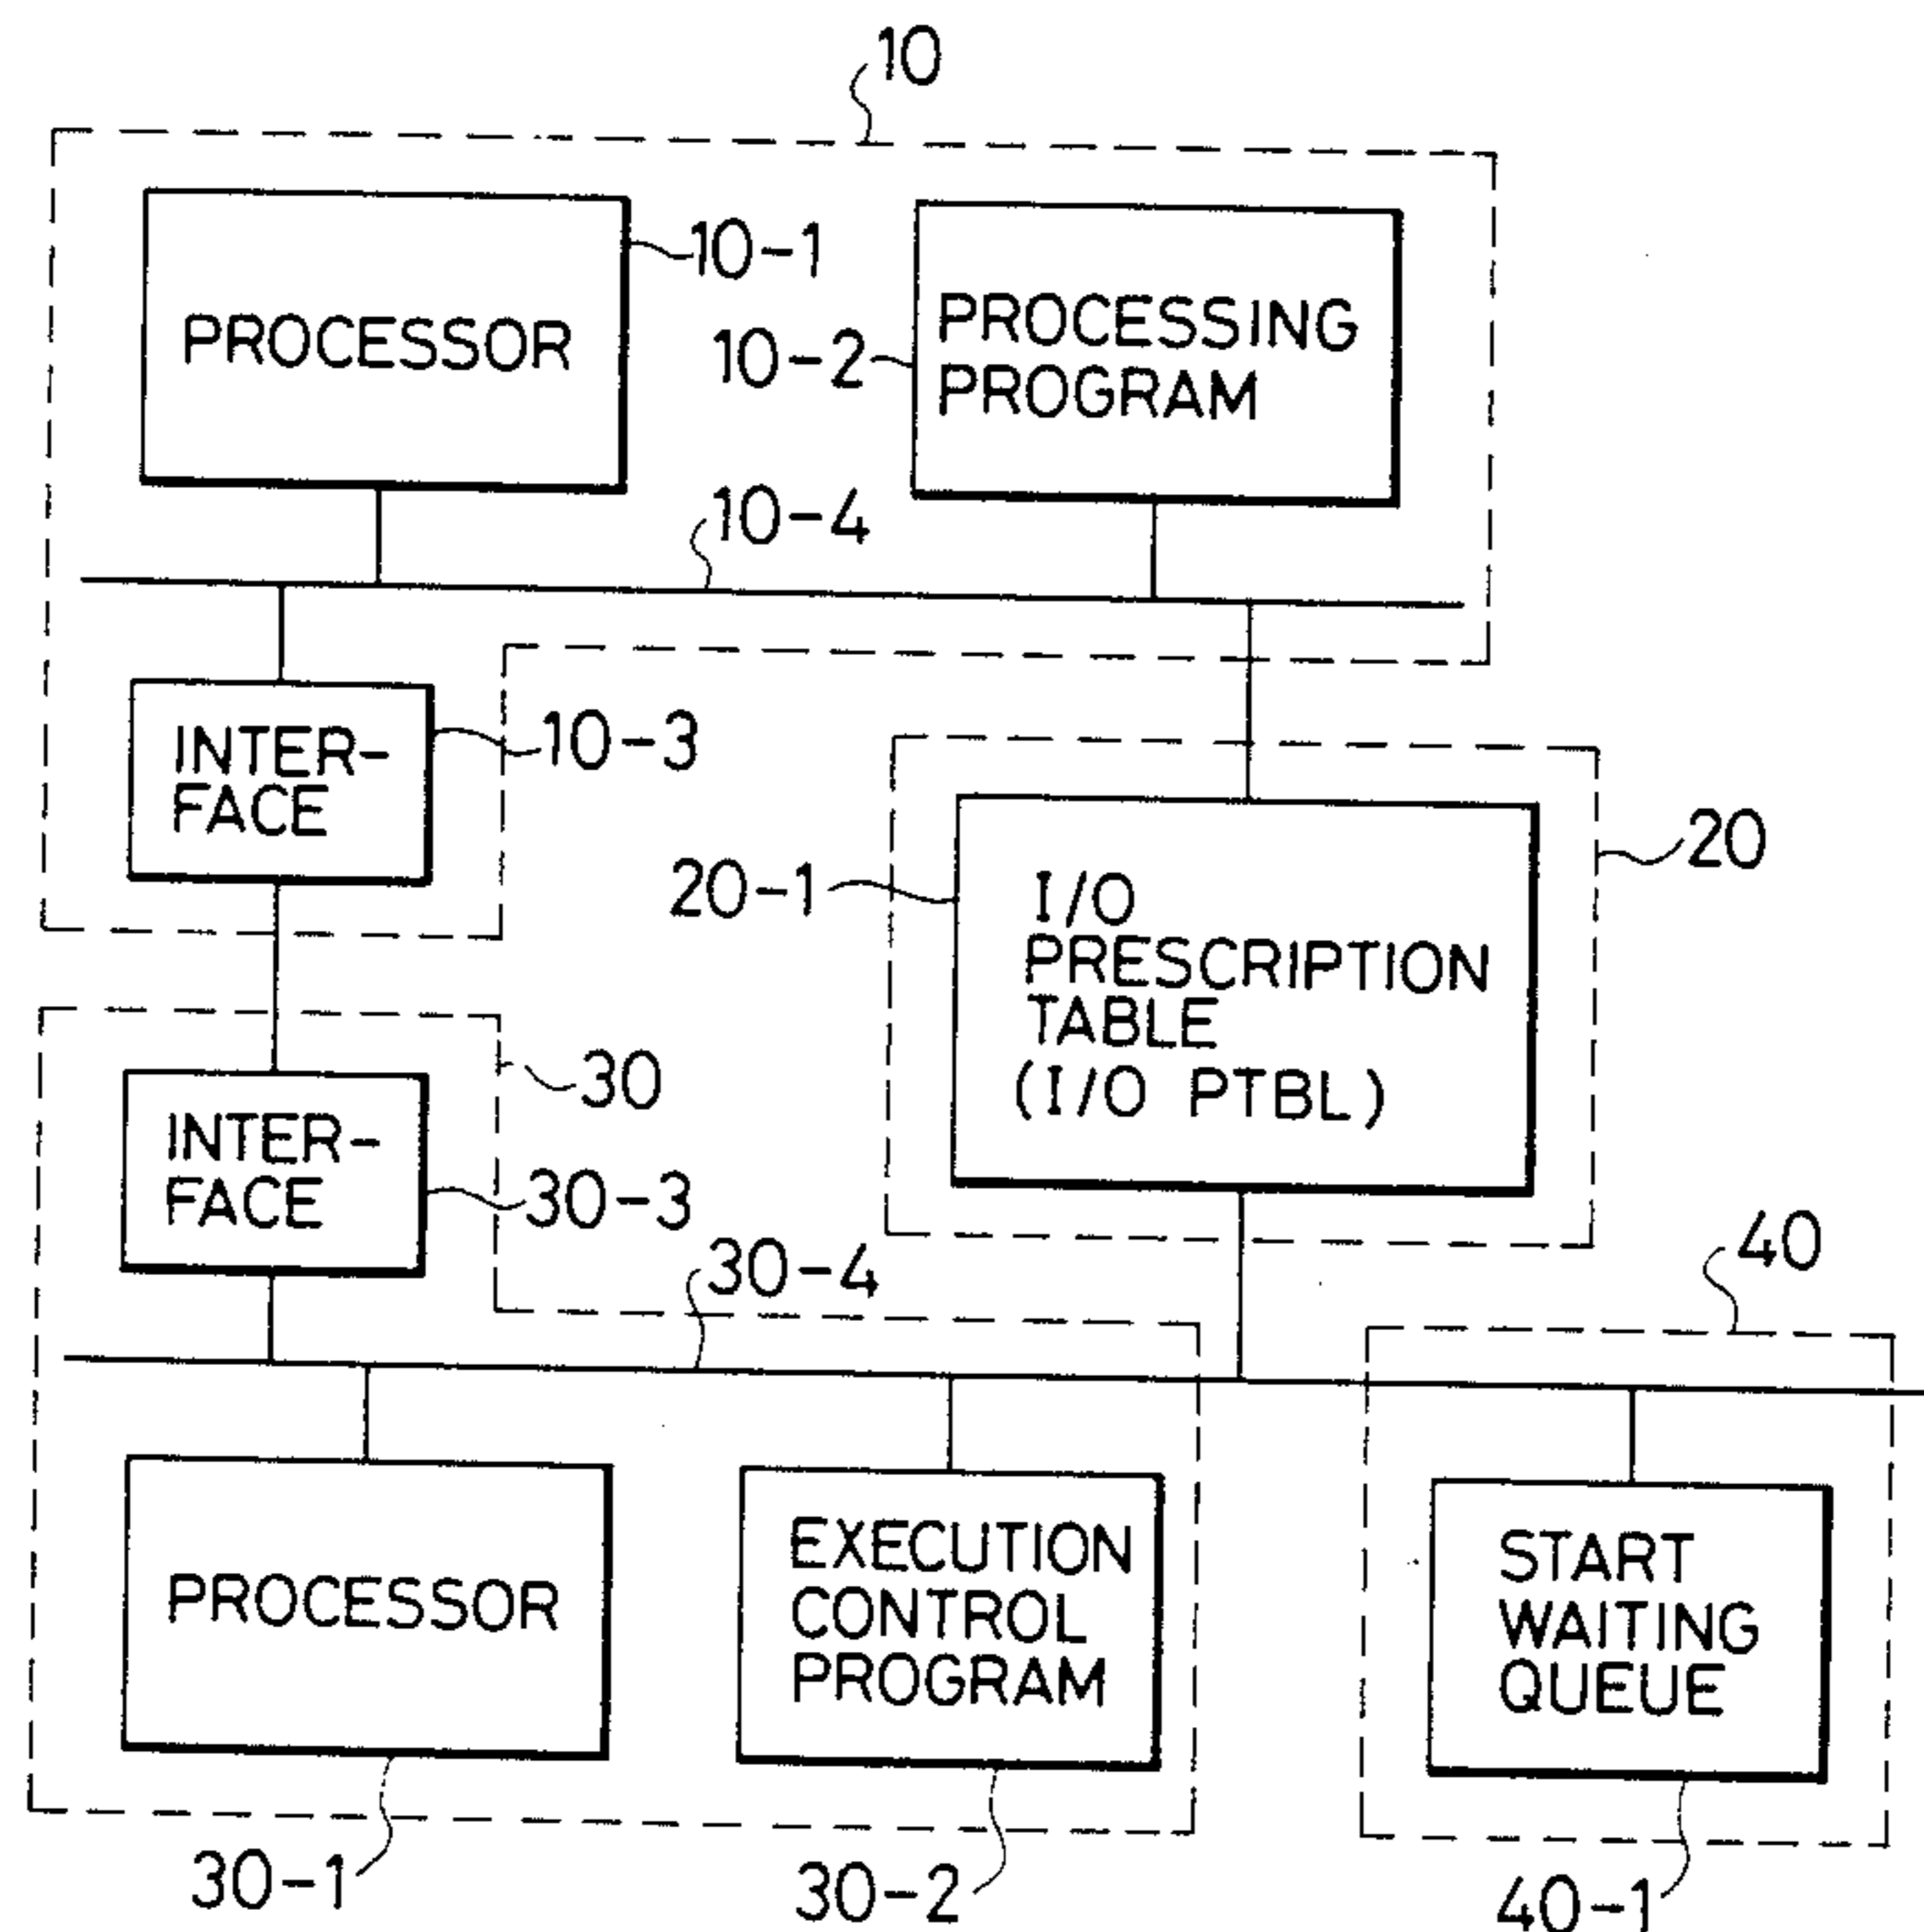 10
PROCESSOR
10-1
10-2
PROCESSING
PROGRAM
10-4
INTER-
FACE
10-3
20
20-1
I/O
PRESCRIPTION
TABLE
(I/O PTBL)
30
INTER-
FACE
30-3
30-4
40
PROCESSOR
EXECUTION
CONTROL
PROGRAM
START
WAITING
QUEUE
30-1
30-2
40-1